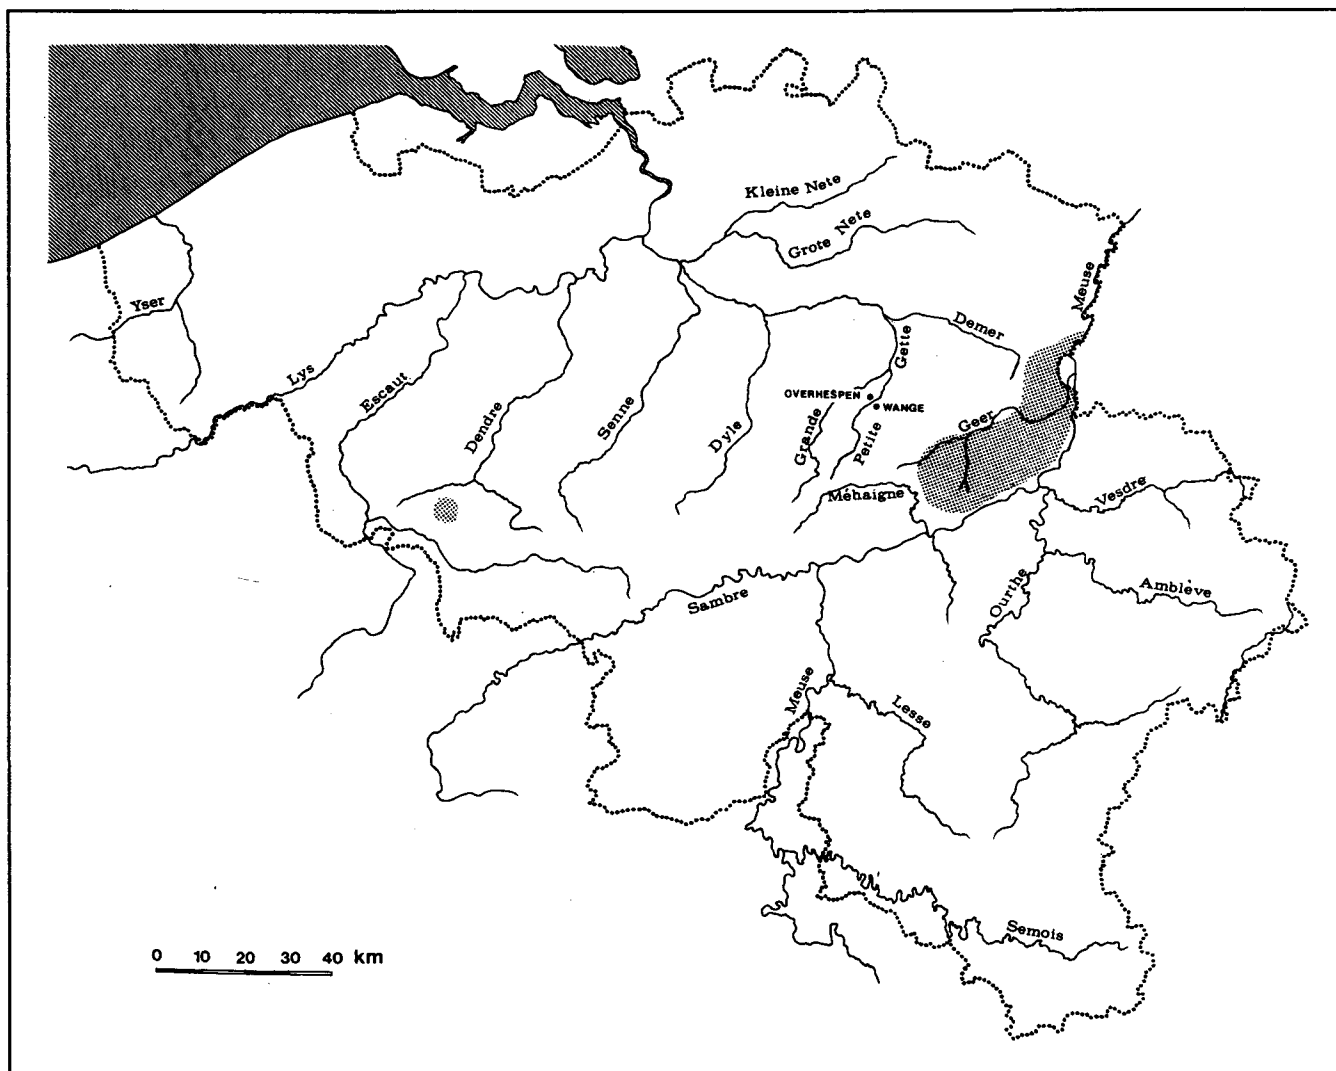 Kleine Nete
Grote Nete
Meuse
Yser
Demer
Gette
Lys
Escaut
OVERHESPEN
WANGE
Dendre
Senne
Dyle
Grande
Petite
Geer
Méhaigne
Vesdre
Sambre
Ourthe
Amblève
Meuse
Lesse
Semois
0 10 20 30 40 km